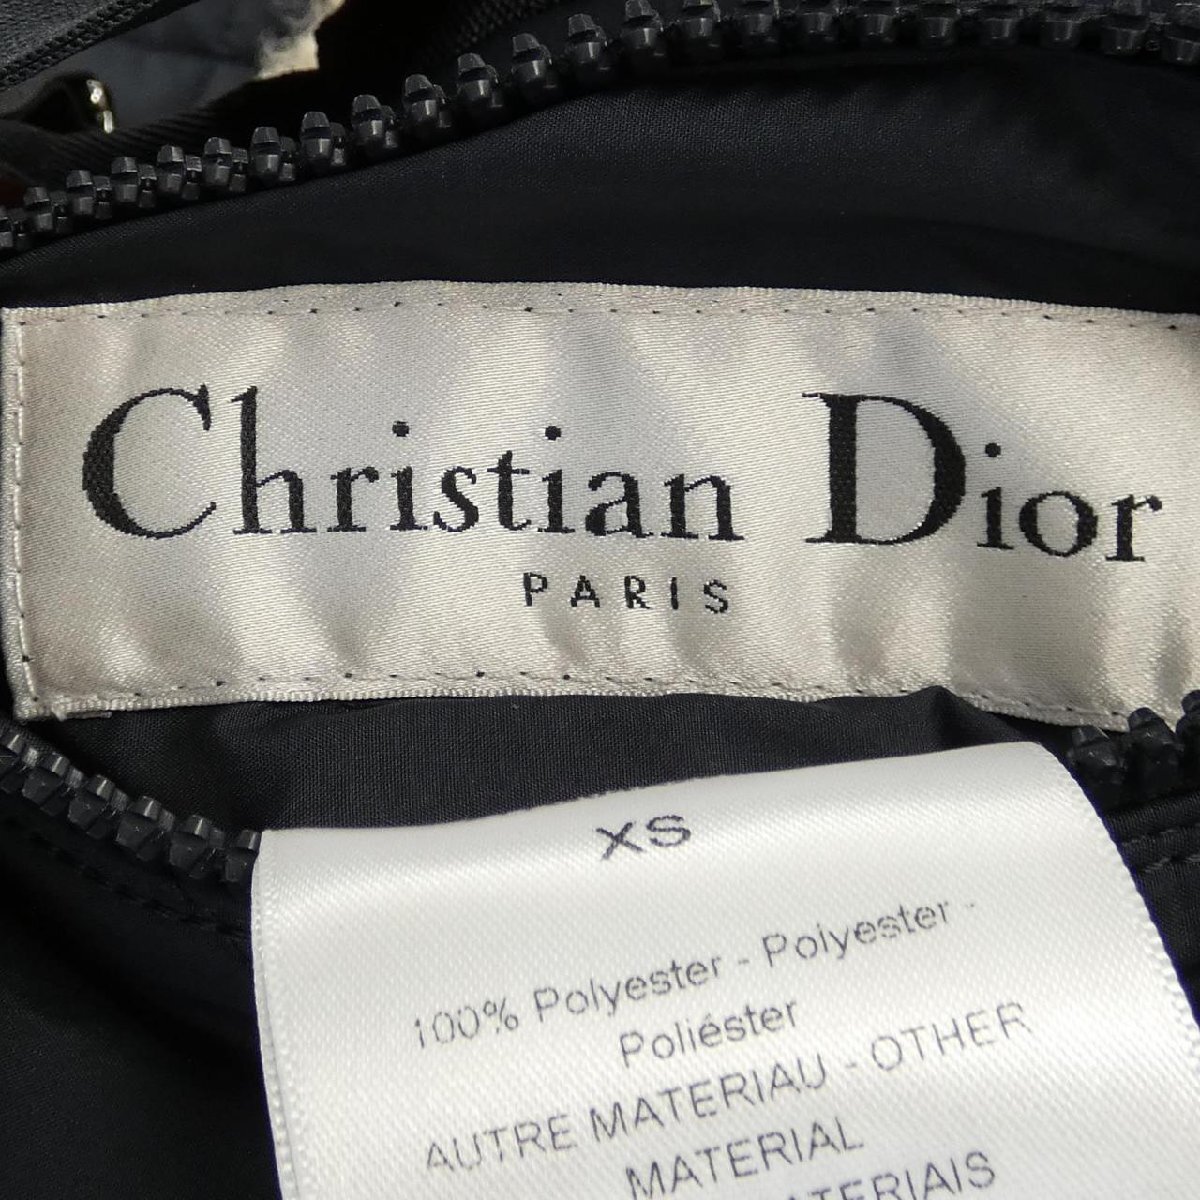 Christian Dior
PARIS
XS
100% Polyester - Polyester -
Poliéster
AUTRE MATERIAU - OTHER
MATERIAL